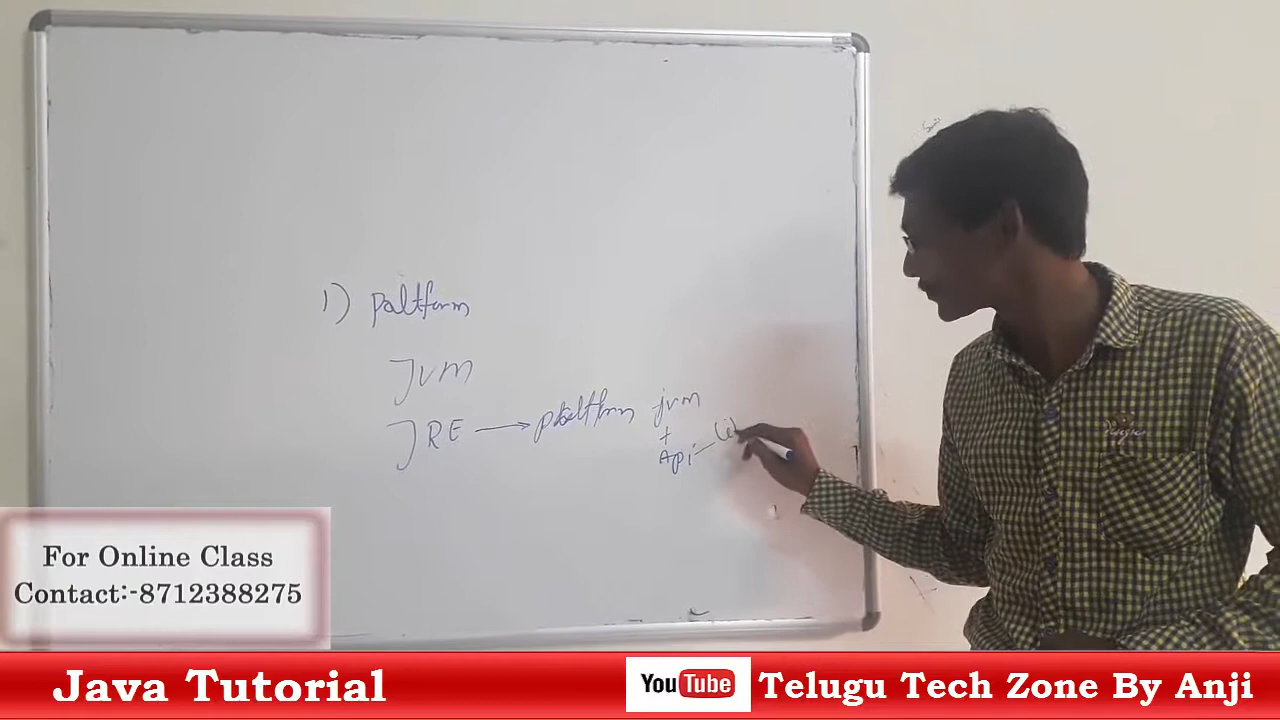 1) paltform
Jvm
JRE → paltform jvm
+
Api
For Online Class
Contact:-8712388275
Java Tutorial
YouTube
Telugu Tech Zone By Anji